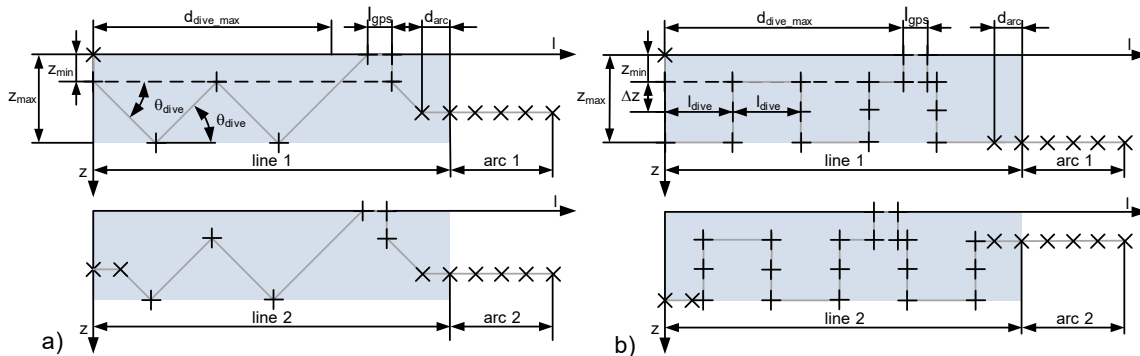 d_dive_max
l_gps
d_arc
l
z_min
z_max
θ_dive
θ_dive
line 1
arc 1
z
l
line 2
arc 2
z
a)
d_dive_max
l_gps
d_arc
l
z_min
z_max
Δz
l_dive
l_dive
line 1
arc 1
z
l
line 2
arc 2
z
b)